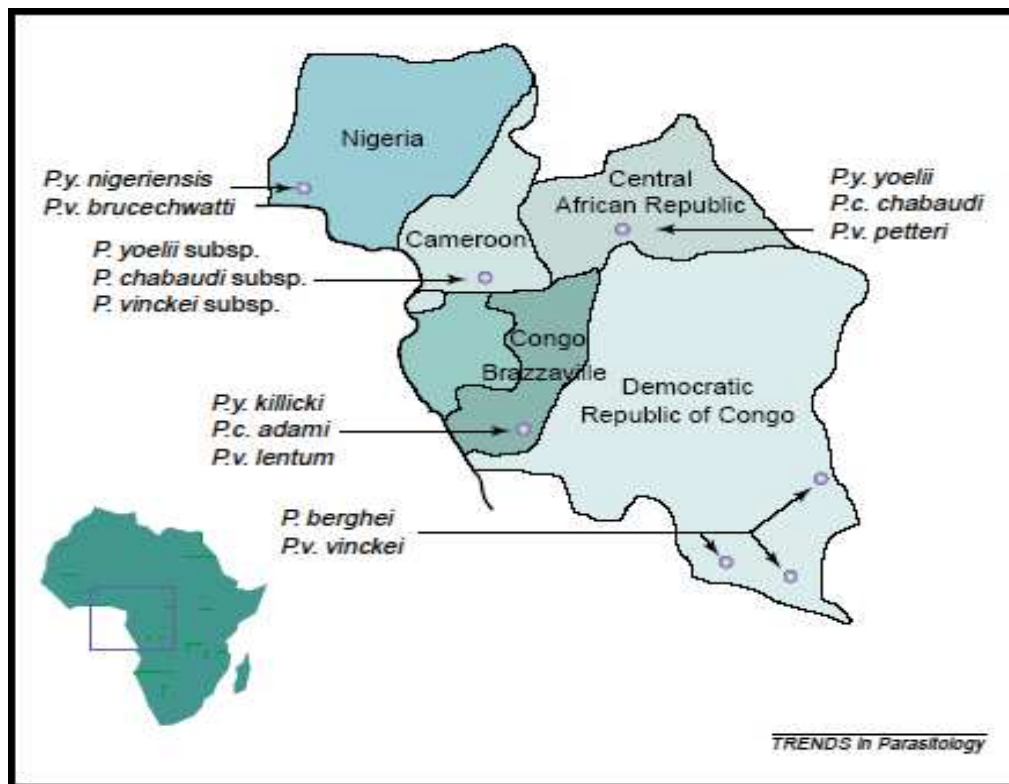 Nigeria
P.y. nigeriensis
P.v. brucechwatti
Central
African Republic
P.y. yoelii
P.c. chabaudi
P.v. petteri
Cameroon
P. yoelii subsp.
P. chabaudi subsp.
P. vinckei subsp.
Congo
Brazzaville
Democratic
Republic of Congo
P.y. killicki
P.c. adami
P.v. lentum
P. berghei
P.v. vinckei
TRENDS in Parasitology